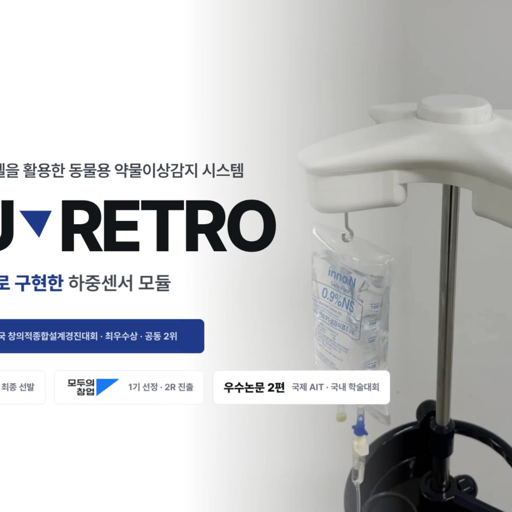 을 활용한 동물용 약물이상감지 시스템
RETRO
로 구현한 하중센서 모듈
창의적종합설계경진대회 · 최우수상 · 공동 2위
최종 선발
모두의
창업
1기 선정 · 2R 진출
우수논문 2편 국제 AIT · 국내 학술대회
inno.N
0.9%NS